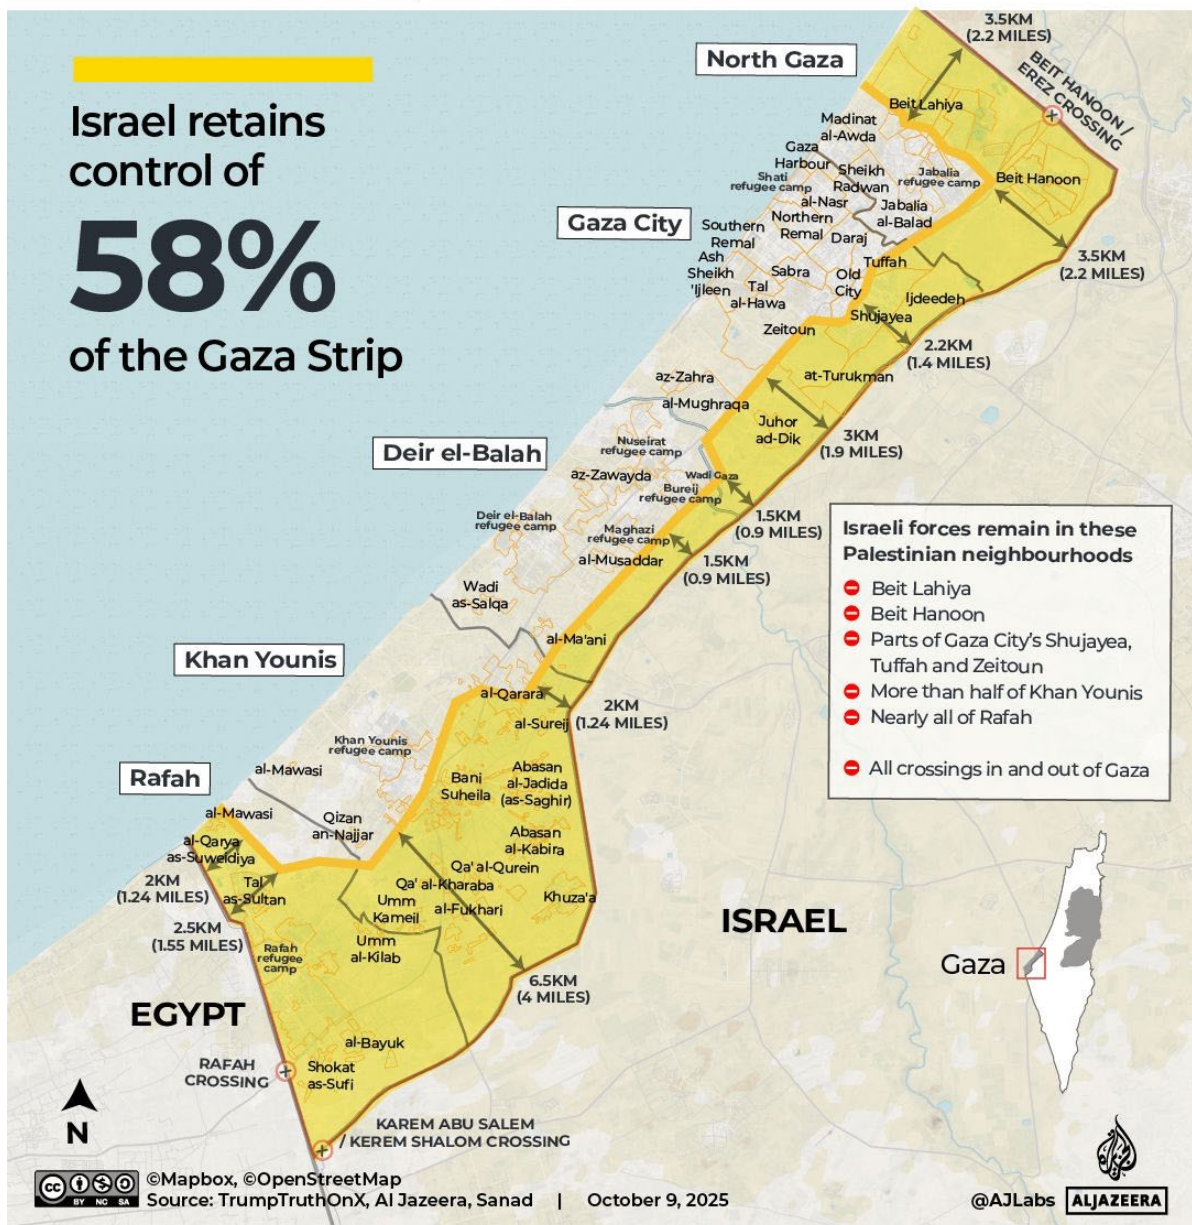 Israel retains
control of
58%
of the Gaza Strip
North Gaza
Gaza City
Deir el-Balah
Khan Younis
Rafah
3.5KM
(2.2 MILES)
BEIT HANOON /
EREZ CROSSING
Beit Lahiya
Madinat
al-Awda
Gaza
Harbour
Shati
refugee camp
Sheikh
Radwan
Jabalia
refugee camp
Beit Hanoon
al-Nasr
Jabalia
al-Balad
Northern
Remal
Southern
Remal
Daraj
Ash
Sheikh
'Ijleen
Sabra
Tal
al-Hawa
Old
City
Tuffah
3.5KM
(2.2 MILES)
Ijdeedeh
Shujayea
Zeitoun
2.2KM
(1.4 MILES)
az-Zahra
at-Turukman
al-Mughraqa
Juhor
ad-Dik
3KM
(1.9 MILES)
Nuseirat
refugee camp
az-Zawayda
Wadi Gaza
Bureij
refugee camp
1.5KM
(0.9 MILES)
Deir el-Balah
refugee camp
Maghazi
refugee camp
al-Musaddar
1.5KM
(0.9 MILES)
Wadi
as-Salqa
al-Ma'ani
al-Qarara
al-Sureij
2KM
(1.24 MILES)
Khan Younis
refugee camp
al-Mawasi
Bani
Suheila
Abasan
al-Jadida
(as-Saghir)
al-Mawasi
Qizan
an-Najjar
Abasan
al-Kabira
al-Qarya
as-Suweidiya
Qa' al-Qurein
2KM
(1.24 MILES)
Tal
as-Sultan
Qa' al-Kharaba
Umm
Kameil
al-Fukhari
Khuza'a
2.5KM
(1.55 MILES)
Rafah
refugee
camp
Umm
al-Kilab
6.5KM
(4 MILES)
al-Bayuk
Shokat
as-Sufi
RAFAH
CROSSING
KAREM ABU SALEM
/ KEREM SHALOM CROSSING
EGYPT
ISRAEL
Israeli forces remain in these
Palestinian neighbourhoods
Beit Lahiya
Beit Hanoon
Parts of Gaza City's Shujayea,
Tuffah and Zeitoun
More than half of Khan Younis
Nearly all of Rafah
All crossings in and out of Gaza
Gaza
N
cc BY NC SA
©Mapbox, ©OpenStreetMap
Source: TrumpTruthOnX, Al Jazeera, Sanad | October 9, 2025
@AJLabs ALJAZEERA